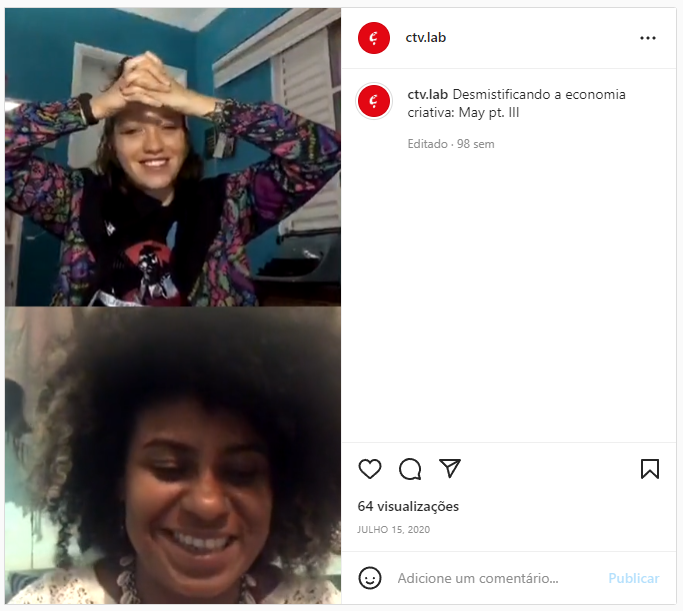 ctv.lab
ctv.lab Desmistificando a economia
criativa: May pt. III
Editado · 98 sem
64 visualizações
JULHO 15, 2020
Adicione um comentário... Publicar